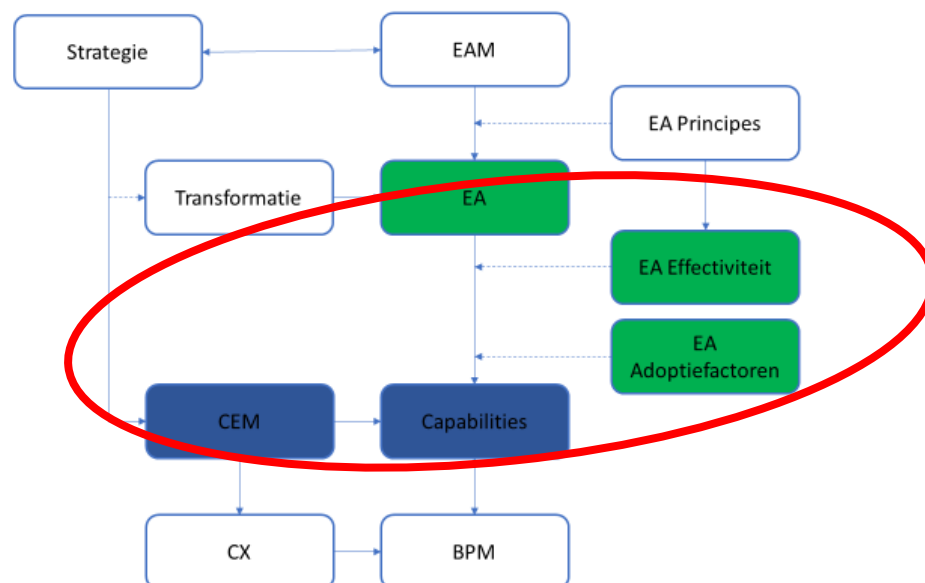 Strategie
EAM
EA Principes
Transformatie
EA
EA Effectiviteit
EA
Adoptiefactoren
CEM
Capabilities
CX
BPM